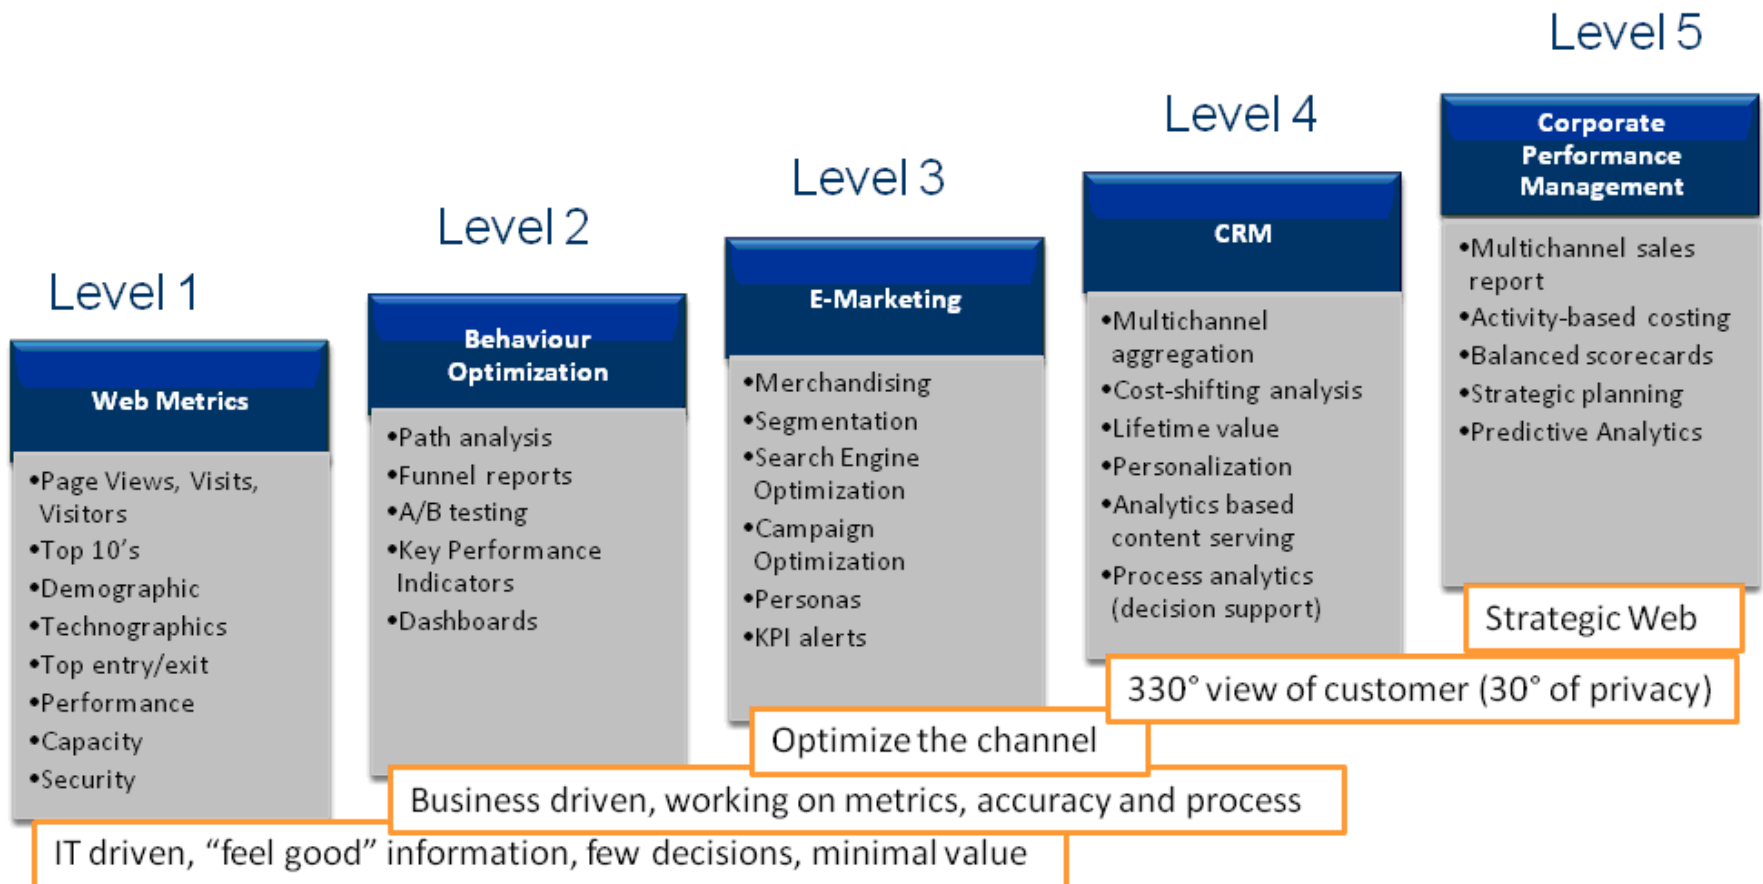 Level 1
Web Metrics
•Page Views, Visits,
Visitors
•Top 10’s
•Demographic
•Technographics
•Top entry/exit
•Performance
•Capacity
•Security
IT driven, “feel good” information, few decisions, minimal value
Level 2
Behaviour
Optimization
•Path analysis
•Funnel reports
•A/B testing
•Key Performance
Indicators
•Dashboards
Business driven, working on metrics, accuracy and process
Level 3
E-Marketing
•Merchandising
•Segmentation
•Search Engine
Optimization
•Campaign
Optimization
•Personas
•KPI alerts
Optimize the channel
Level 4
CRM
•Multichannel
aggregation
•Cost-shifting analysis
•Lifetime value
•Personalization
•Analytics based
content serving
•Process analytics
(decision support)
330° view of customer (30° of privacy)
Level 5
Corporate
Performance
Management
•Multichannel sales
report
•Activity-based costing
•Balanced scorecards
•Strategic planning
•Predictive Analytics
Strategic Web